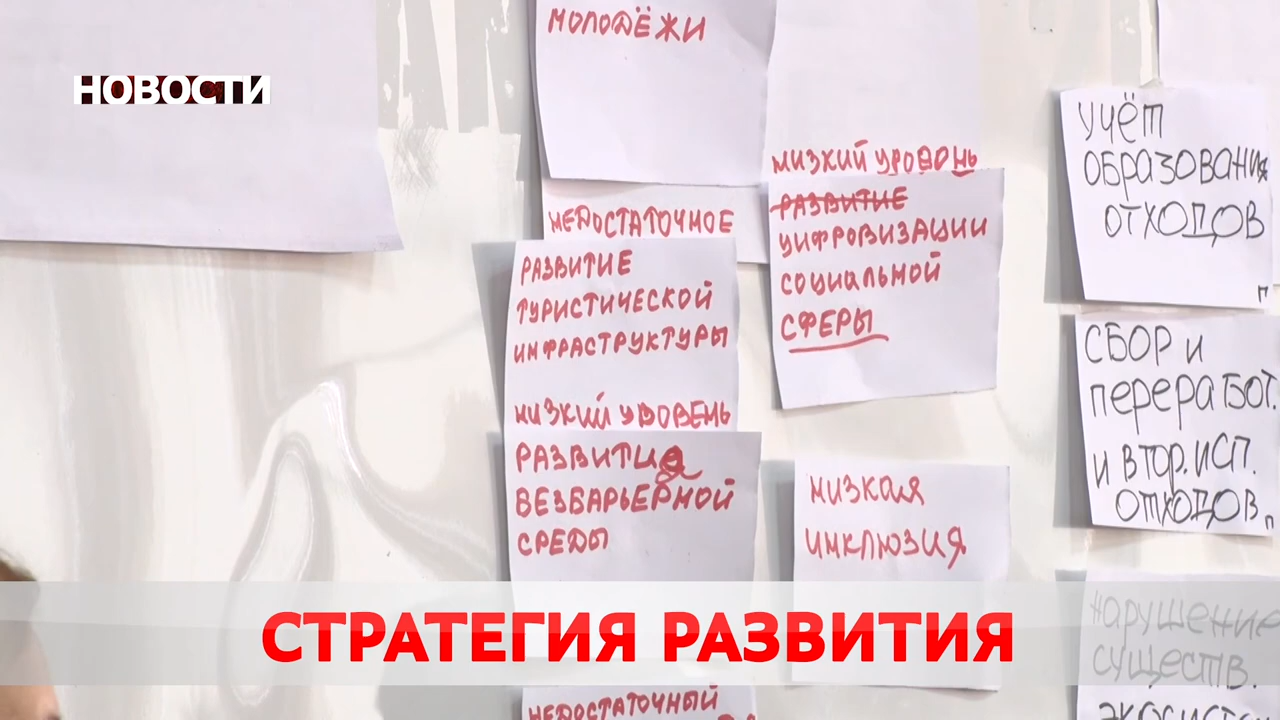 НОВОСТИ
МОЛОДЁЖИ
НЕДОСТАТОЧНОЕ
РАЗВИТИЕ
ТУРИСТИЧЕСКОЙ
ИНФРАСТРУКТУРЫ
НИЗКИЙ УРОВЕНЬ
РАЗВИТИЯ
БЕЗБАРЬЕРНОЙ
СРЕДЫ
НЕДОСТАТОЧНЫЙ
НИЗКИЙ УРОВЕНЬ
РАЗВИТИЕ
ЦИФРОВИЗАЦИИ
СОЦИАЛЬНОЙ
СФЕРЫ
НИЗКАЯ
ИНКЛЮЗИЯ
УЧЁТ
ОБРАЗОВАНИЯ
ОТХОДОВ
П
СБОР И
ПЕРЕРАБОТ.
И ВТОР. ИСП.
ОТХОДОВ
П
НАРУШЕНИЕ
СУЩЕСТВ.
СТРАТЕГИЯ РАЗВИТИЯ